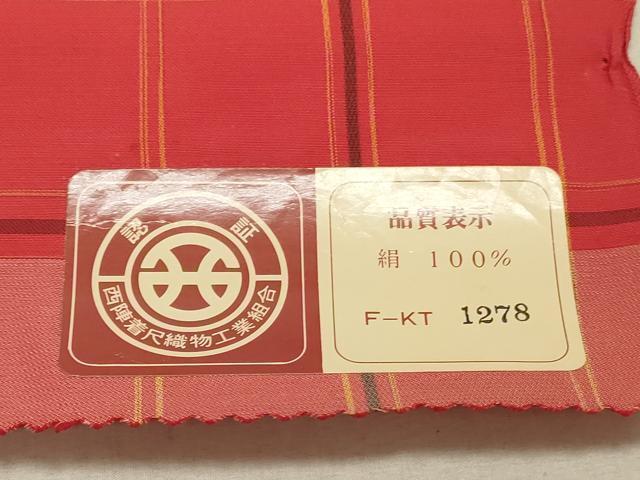 認証
西陣着尺織物工業組合
品質表示
絹 100%
F-KT 1278